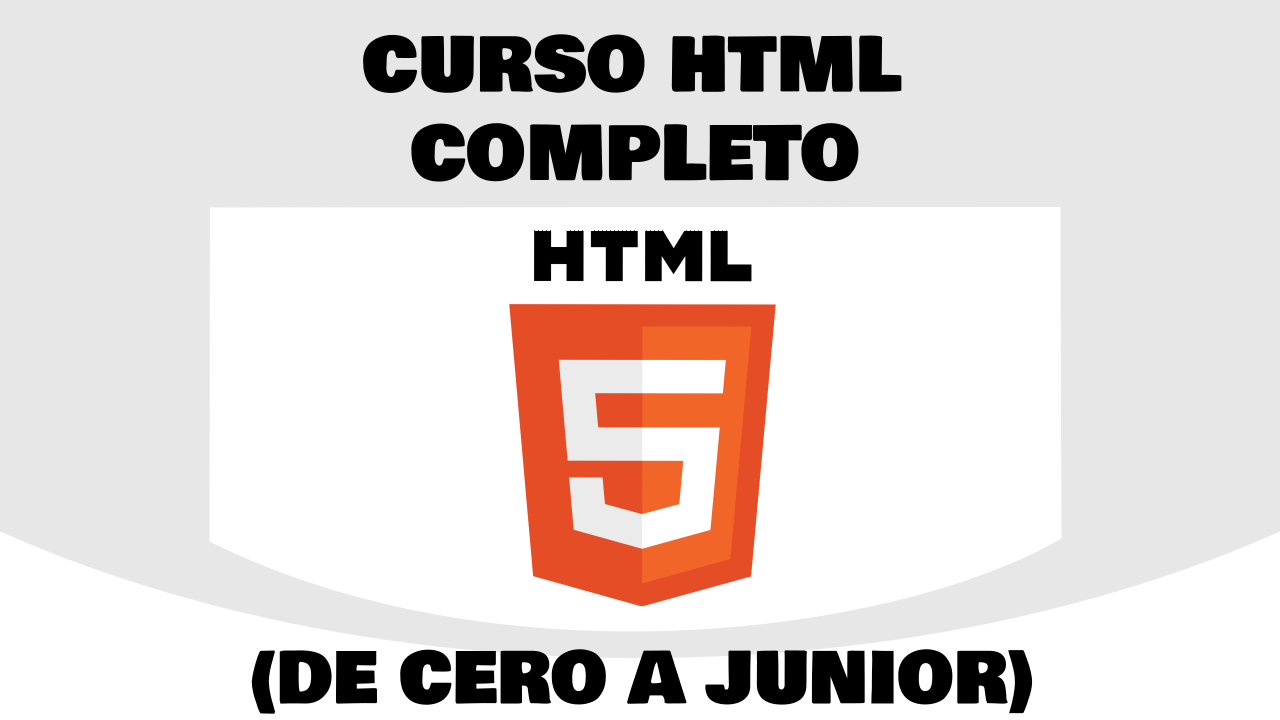 CURSO HTML
COMPLETO
HTML
5
(DE CERO A JUNIOR)